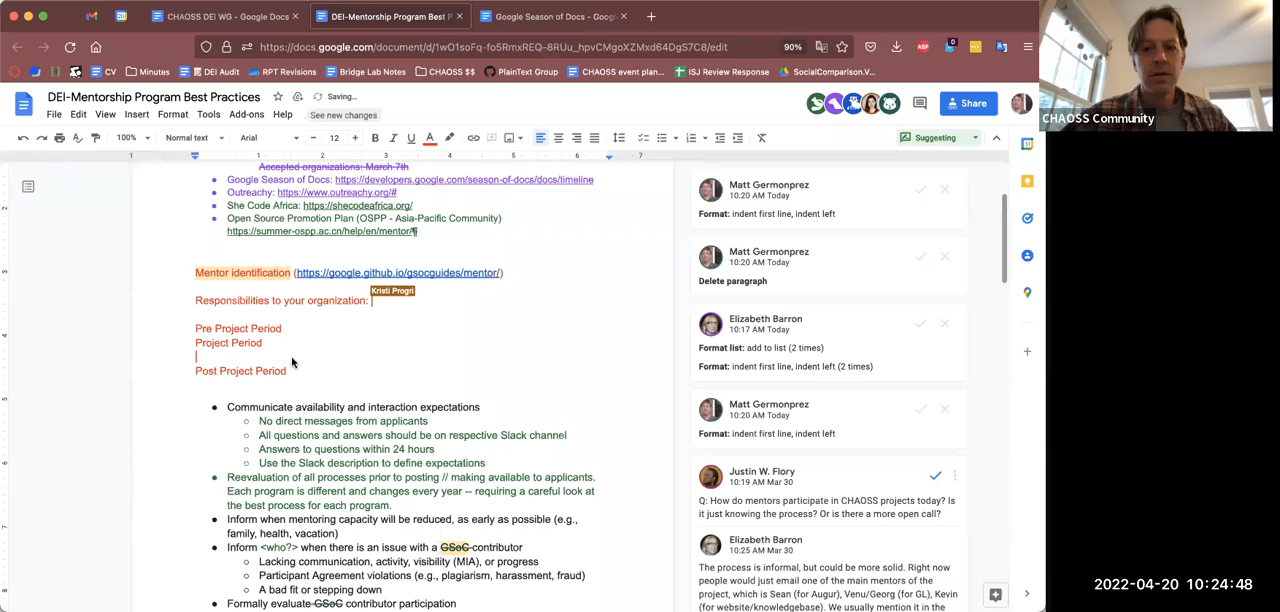 CHAOSS DEI WG - Google Docs
DEI-Mentorship Program Best P
Google Season of Docs - Googl
https://docs.google.com/document/d/1wO1soFq-fo5RmxREQ-8RUu_hpvCMgoXZMxd64DgS7C8/edit
90%
ABP
0
CV
Minutes
DEI Audit
RPT Revisions
Bridge Lab Notes
CHAOSS $$
PlainText Group
CHAOSS event plan...
ISJ Review Response
SocialComparison.V...
CHAOSS Community
DEI-Mentorship Program Best Practices
Saving...
File Edit View Insert Format Tools Add-ons Help
See new changes
Share
100%
Normal text
Arial
12
B I U A
Suggesting
1 1 2 3 4 5 6 7
Accepted organizations: March 7th
Google Season of Docs: https://developers.google.com/season-of-docs/docs/timeline
Outreachy: https://www.outreachy.org/#
She Code Africa: https://shecodeafrica.org/
Open Source Promotion Plan (OSPP - Asia-Pacific Community)
https://summer-ospp.ac.cn/help/en/mentor/¶
Mentor identification (https://google.github.io/gsocguides/mentor/)
Kristi Progri
Responsibilities to your organization:
Pre Project Period
Project Period
Post Project Period
● Communicate availability and interaction expectations
○ No direct messages from applicants
○ All questions and answers should be on respective Slack channel
○ Answers to questions within 24 hours
○ Use the Slack description to define expectations
● Reevaluation of all processes prior to posting // making available to applicants.
Each program is different and changes every year -- requiring a careful look at
the best process for each program.
● Inform when mentoring capacity will be reduced, as early as possible (e.g.,
family, health, vacation)
● Inform <who?> when there is an issue with a GSoC contributor
○ Lacking communication, activity, visibility (MIA), or progress
○ Participant Agreement violations (e.g., plagiarism, harassment, fraud)
○ A bad fit or stepping down
● Formally evaluate GSoC contributor participation
Matt Germonprez
10:20 AM Today
Format: indent first line, indent left
Matt Germonprez
10:20 AM Today
Delete paragraph
Elizabeth Barron
10:17 AM Today
Format list: add to list (2 times)
Format: indent first line, indent left (2 times)
Matt Germonprez
10:20 AM Today
Format: indent first line, indent left
Justin W. Flory
10:19 AM Mar 30
Q: How do mentors participate in CHAOSS projects today? Is
it just knowing the process? Or is there a more open call?
Elizabeth Barron
10:25 AM Mar 30
The process is informal, but could be more solid. Right now
people would just email one of the main mentors of the
project, which is Sean (for Augur), Venu/Georg (for GL), Kevin
(for website/knowledgebase). We usually mention it in the
2022-04-20 10:24:48